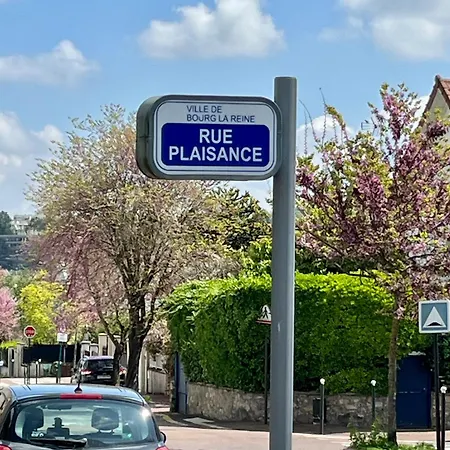 VILLE DE
BOURG LA REINE
RUE
PLAISANCE